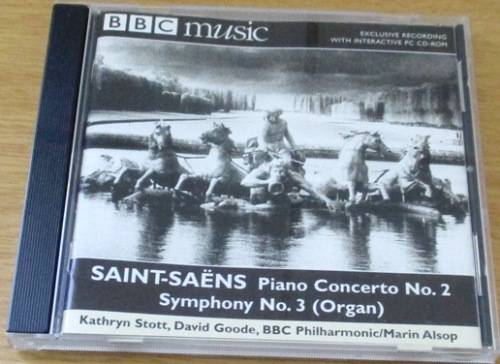 BBC music
EXCLUSIVE RECORDING
WITH INTERACTIVE PC CD-ROM
SAINT-SAËNS Piano Concerto No. 2
Symphony No. 3 (Organ)
Kathryn Stott, David Goode, BBC Philharmonic/Marin Alsop